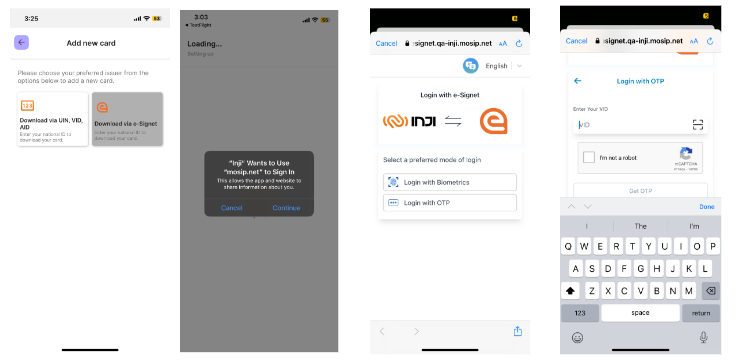 3:25
63
Add new card
Please choose your preferred issuer from the
options below to add a new card.
Download via UIN, VID,
AID
Enter your national ID to
download your card.
Download via e-Signet
Enter your national ID to
download your card.
3:03
TestFlight
63
Loading...
Setting up
"Inji" Wants to Use
"mosip.net" to Sign In
This allows the app and website to
share information about you.
Cancel
Continue
Cancel
signet.qa-inji.mosip.net
AA
English
Login with e-Signet
INJI
Select a preferred mode of login
Login with Biometrics
Login with OTP
Cancel
signet.qa-inji.mosip.net
AA
Login with OTP
Enter Your VID
VID
I'm not a robot
reCAPTCHA
Privacy - Terms
Get OTP
Done
I
The
I'm
Q W E R T Y U I O P
A S D F G H J K L
Z X C V B N M
123
space
return